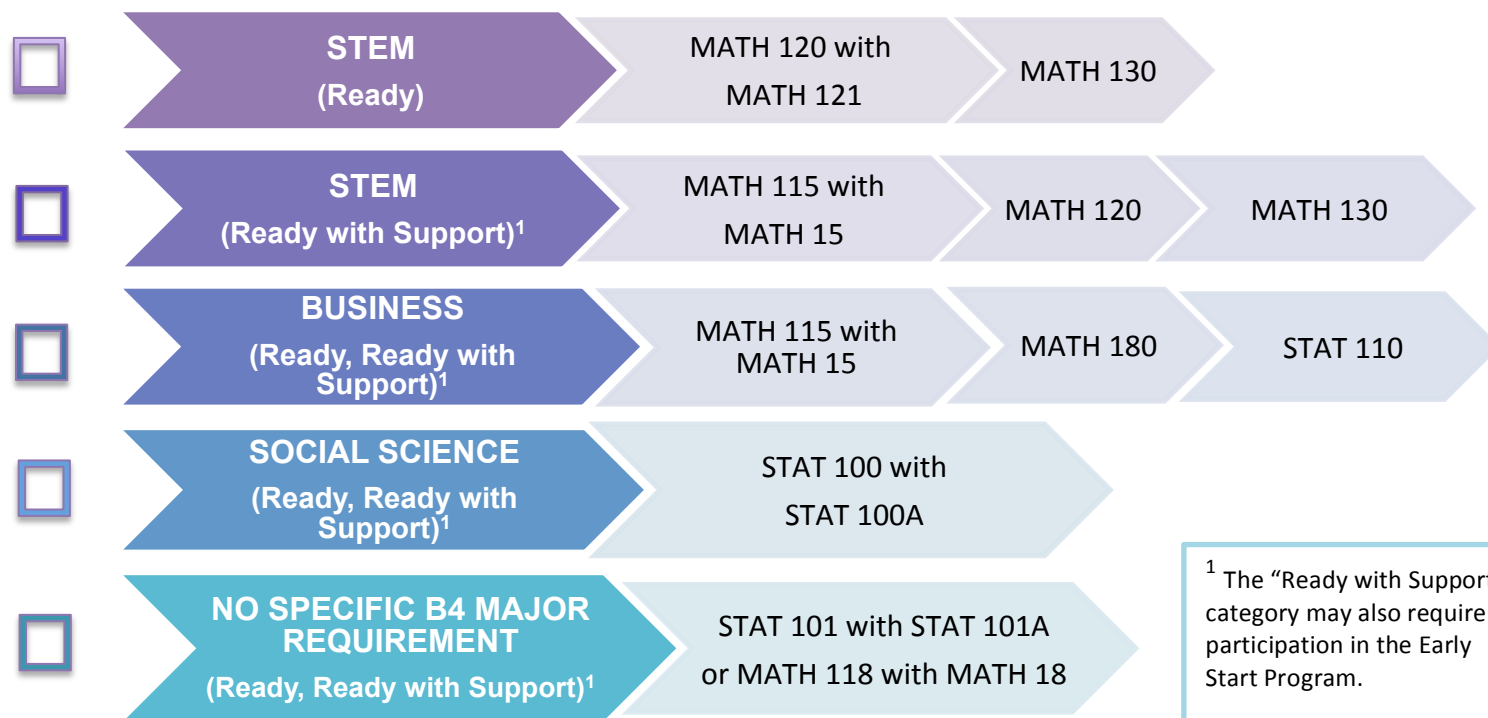 STEM
(Ready)
MATH 120 with
MATH 121
MATH 130
STEM
(Ready with Support)¹
MATH 115 with
MATH 15
MATH 120
MATH 130
BUSINESS
(Ready, Ready with
Support)¹
MATH 115 with
MATH 15
MATH 180
STAT 110
SOCIAL SCIENCE
(Ready, Ready with
Support)¹
STAT 100 with
STAT 100A
NO SPECIFIC B4 MAJOR
REQUIREMENT
(Ready, Ready with Support)¹
STAT 101 with STAT 101A
or MATH 118 with MATH 18
¹ The “Ready with Support
category may also require
participation in the Early
Start Program.